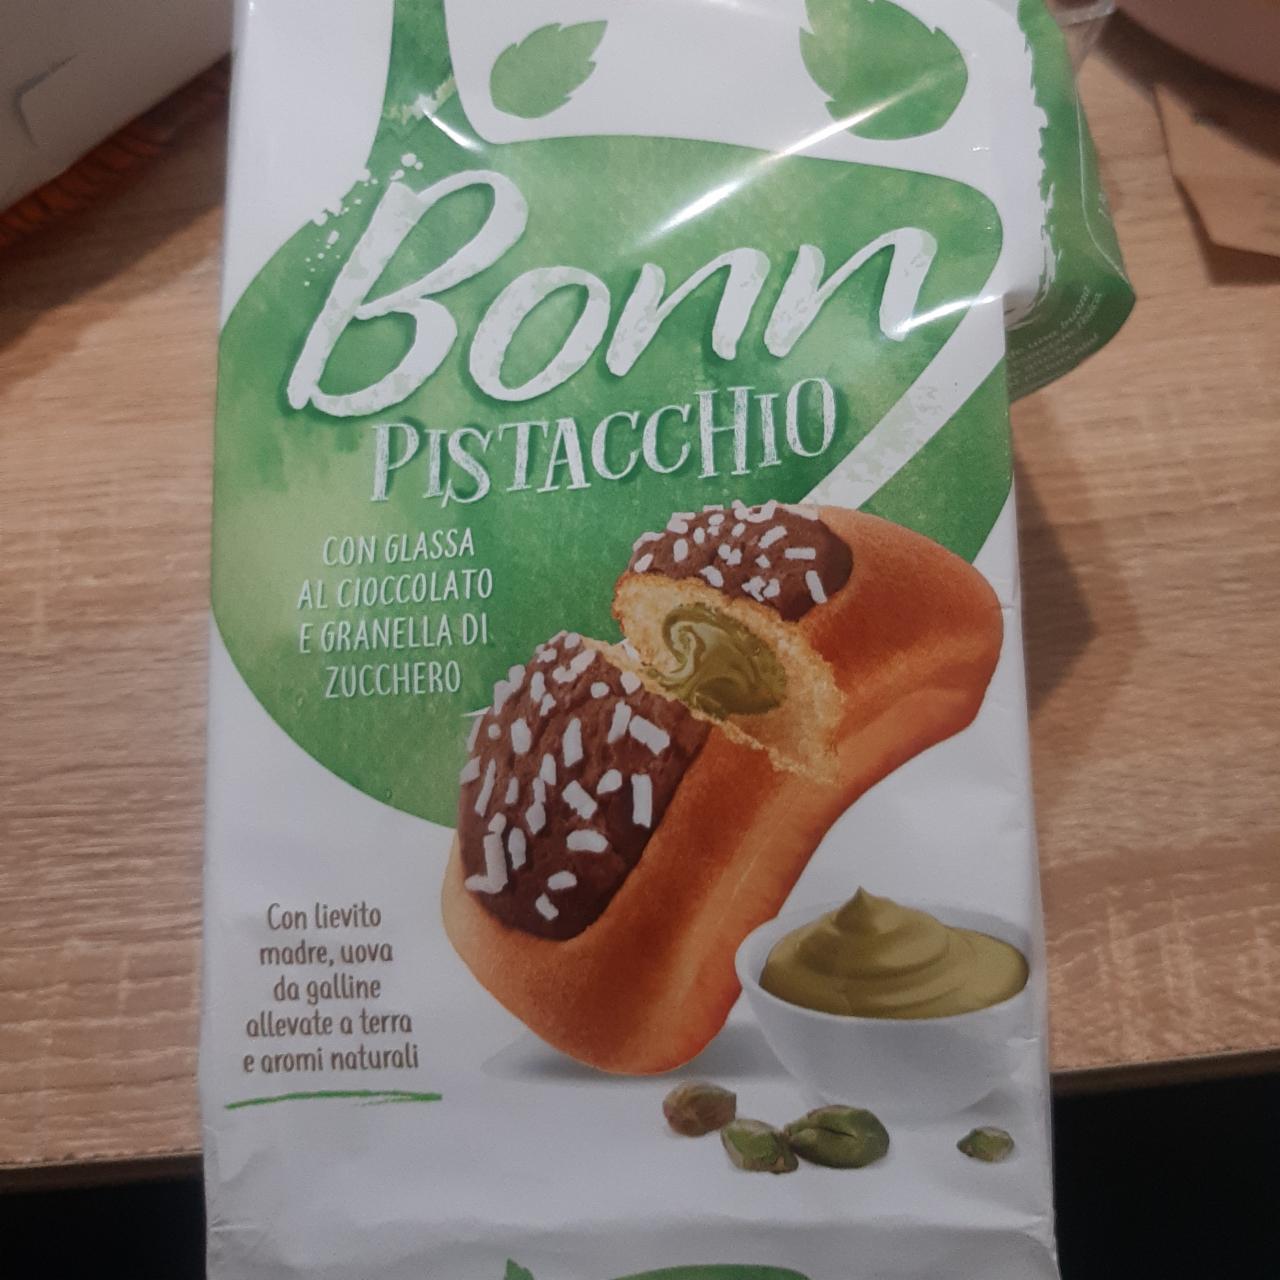 Bonn
PISTACCHIO
CON GLASSA
AL CIOCCOLATO
E GRANELLA DI
ZUCCHERO
Con lievito
madre, uova
da galline
allevate a terra
e aromi naturali